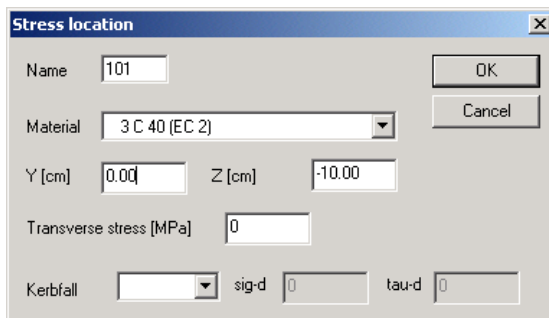 Stress location
Name 101 OK
Cancel
Material 3 C 40 (EC 2)
Y [cm] 0.00 Z [cm] -10.00
Transverse stress [MPa] 0
Kerbfall sig-d 0 tau-d 0